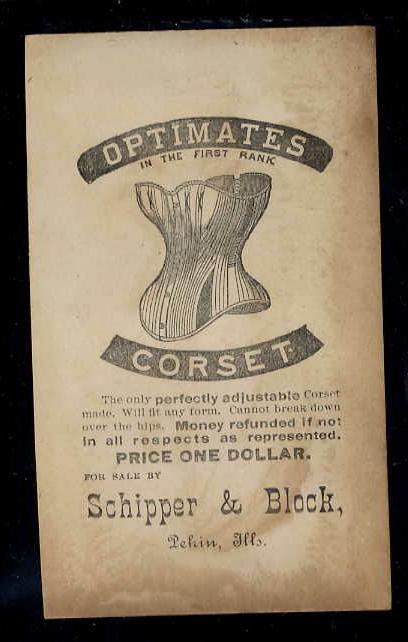 OPTIMATES
IN THE FIRST RANK
CORSET
The only perfectly adjustable Corset
made. Will fit any form. Cannot break down
over the hips. Money refunded if not
in all respects as represented.
PRICE ONE DOLLAR.
FOR SALE BY
Schipper & Block,
Pekin, Ills.